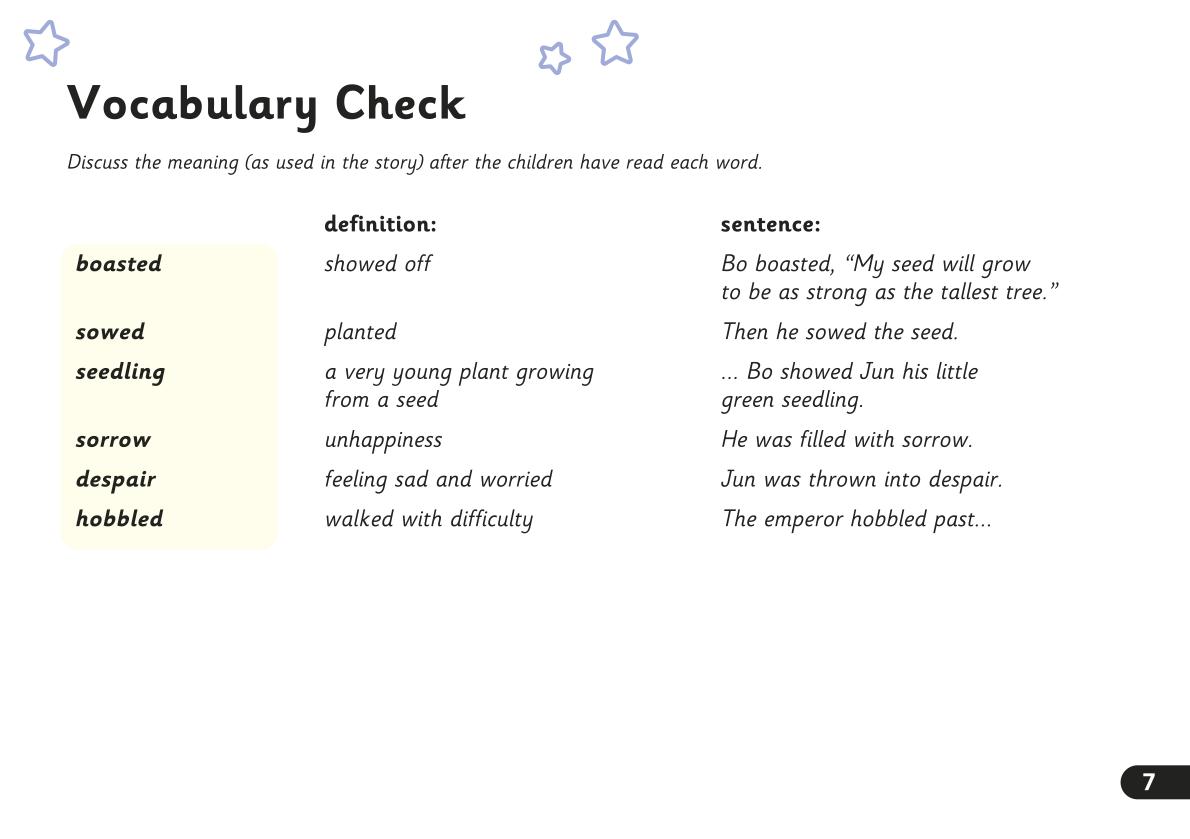 Vocabulary Check
Discuss the meaning (as used in the story) after the children have read each word.
definition: sentence:
boasted showed off Bo boasted, “My seed will grow
to be as strong as the tallest tree.”
sowed planted Then he sowed the seed.
seedling a very young plant growing ... Bo showed Jun his little
from a seed green seedling.
sorrow unhappiness He was filled with sorrow.
despair feeling sad and worried Jun was thrown into despair.
hobbled walked with difficulty The emperor hobbled past...
7